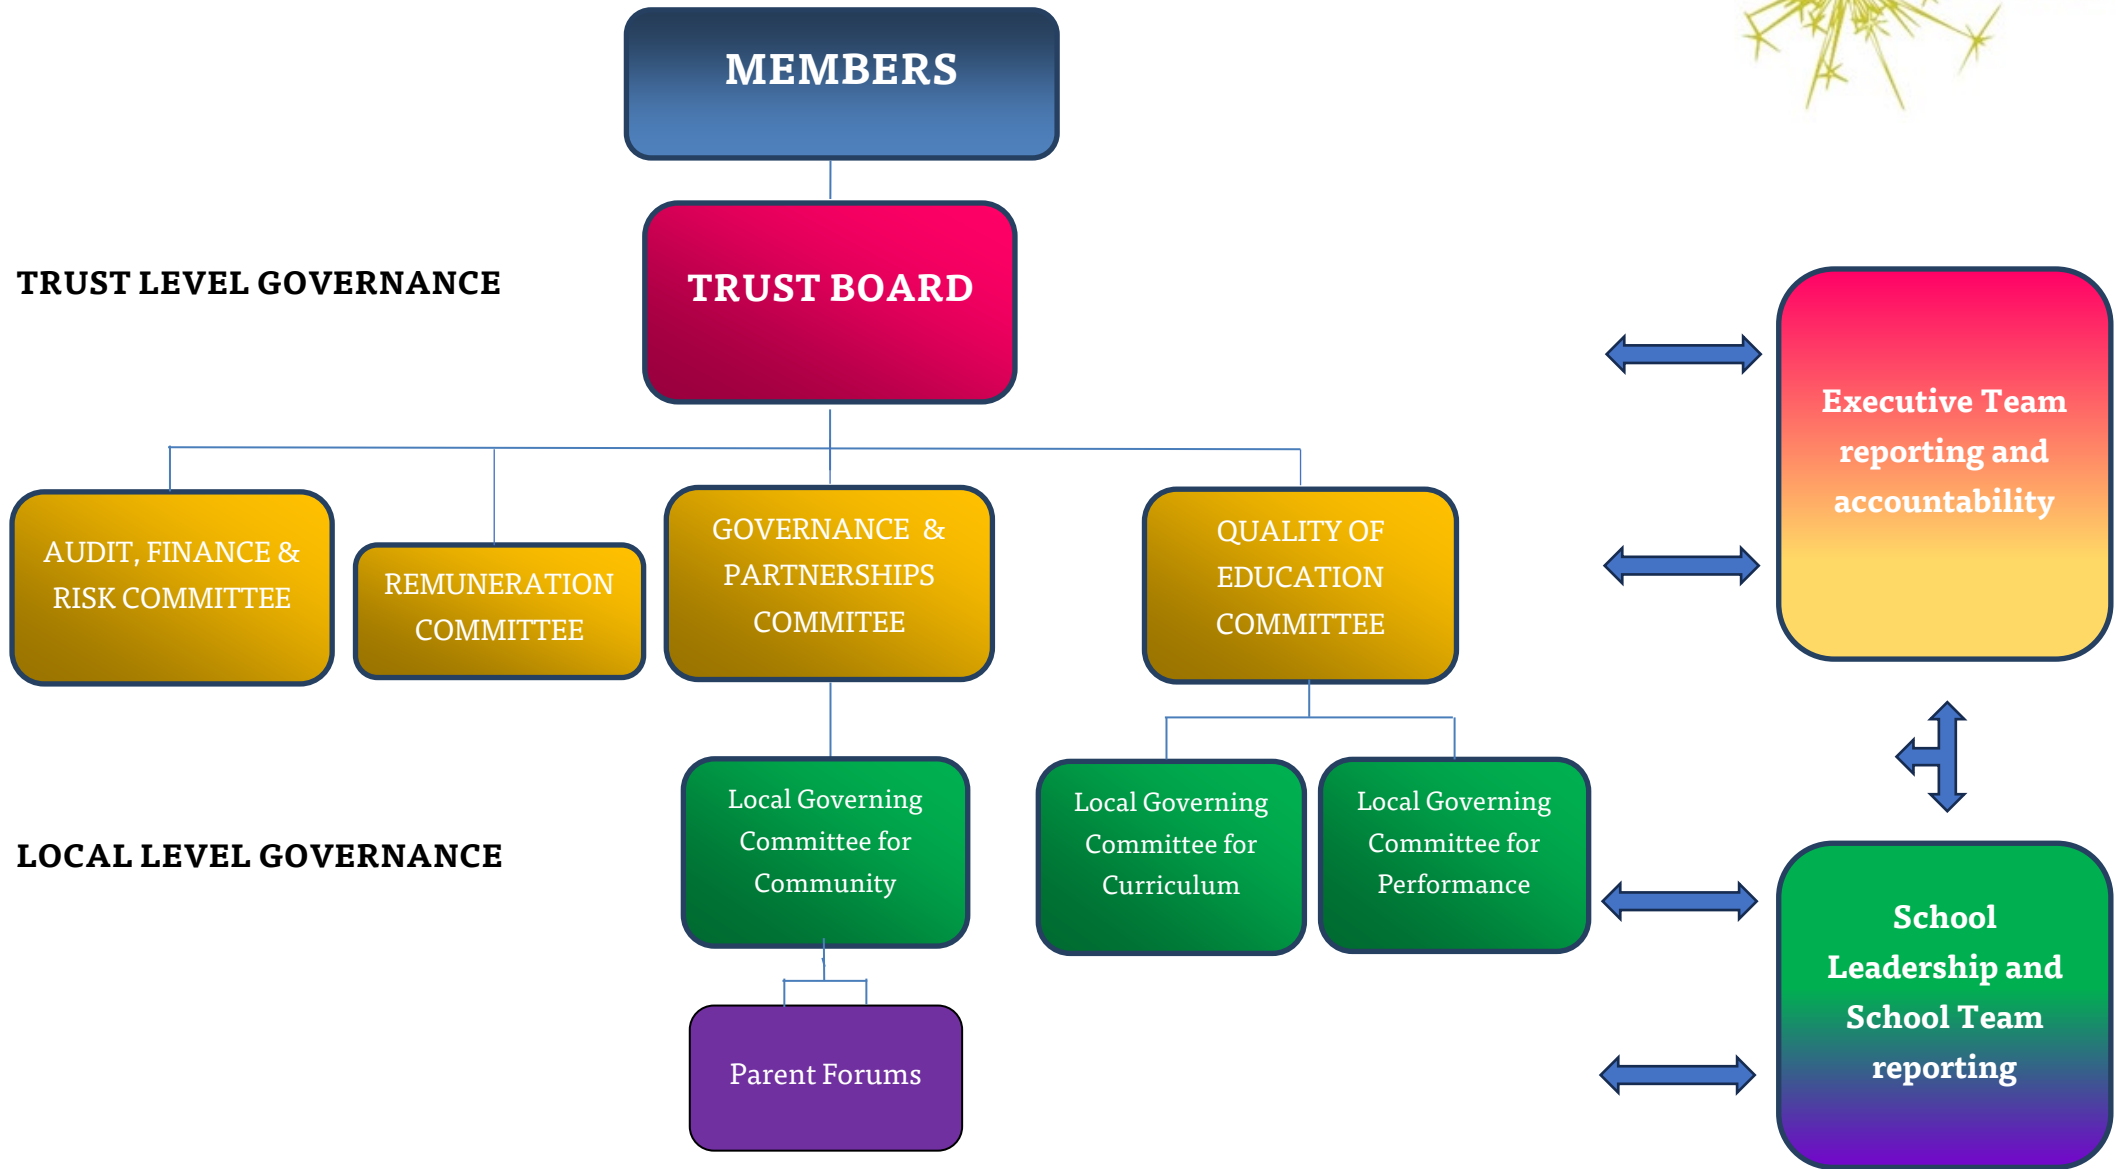 MEMBERS
TRUST LEVEL GOVERNANCE
TRUST BOARD
Executive Team
reporting and
accountability
AUDIT, FINANCE &
RISK COMMITTEE
REMUNERATION
COMMITTEE
GOVERNANCE &
PARTNERSHIPS
COMMITEE
QUALITY OF
EDUCATION
COMMITTEE
LOCAL LEVEL GOVERNANCE
Local Governing
Committee for
Community
Local Governing
Committee for
Curriculum
Local Governing
Committee for
Performance
School
Leadership and
School Team
reporting
Parent Forums